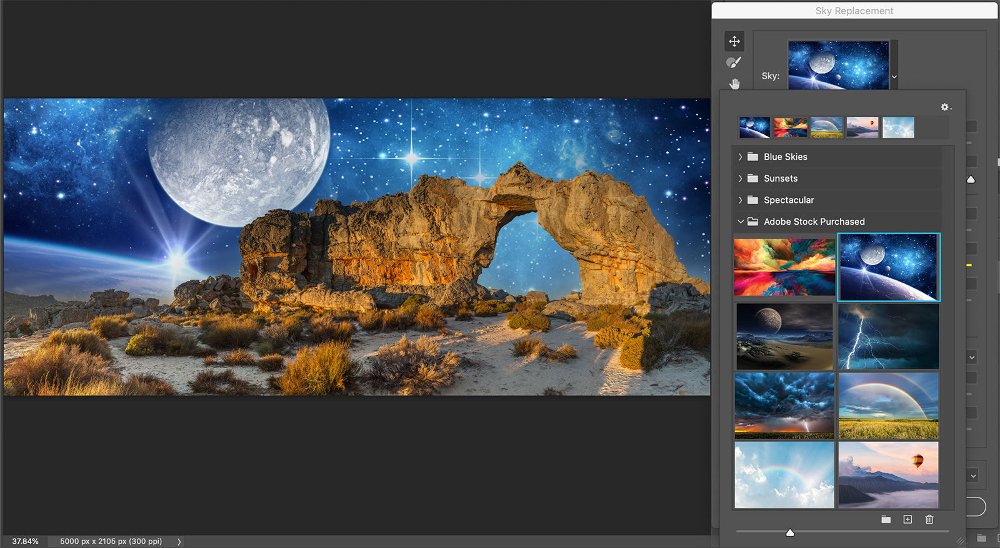 Sky Replacement
Sky:
Blue Skies
Sunsets
Spectacular
Adobe Stock Purchased
37.84%
5000 px x 2105 px (300 ppi)